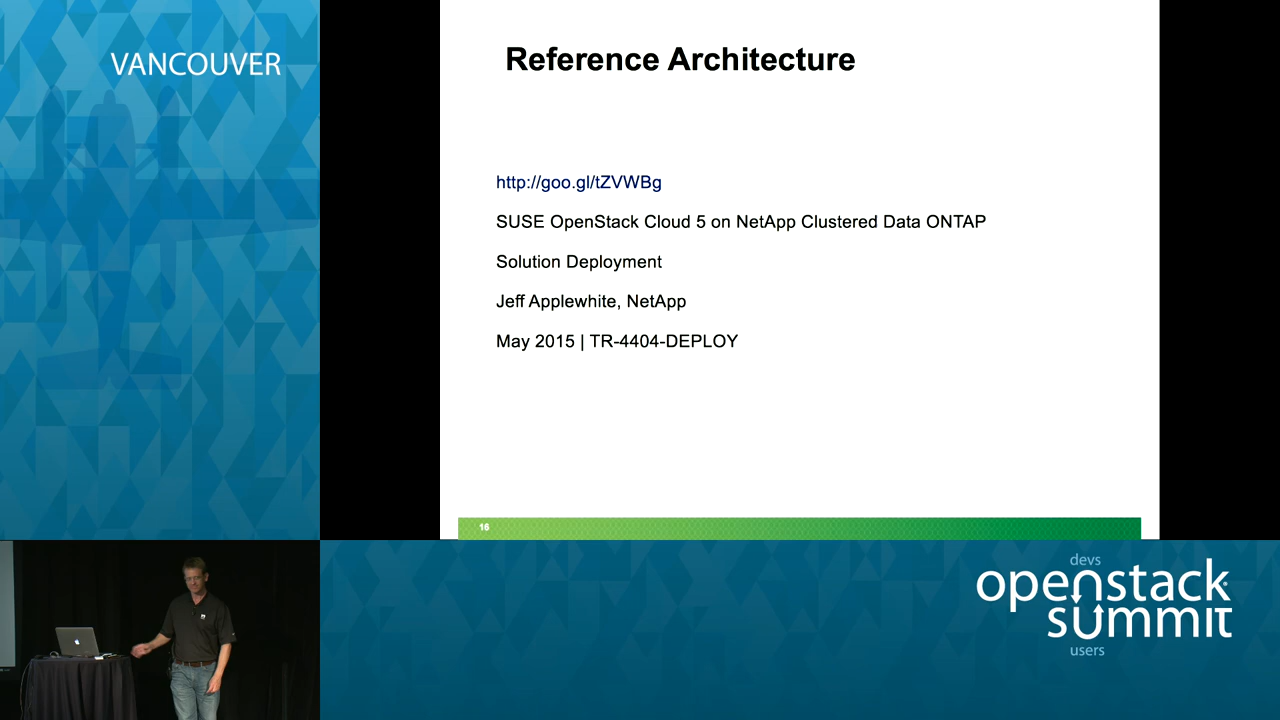 VANCOUVER
Reference Architecture
http://goo.gl/tZVWBg
SUSE OpenStack Cloud 5 on NetApp Clustered Data ONTAP
Solution Deployment
Jeff Applewhite, NetApp
May 2015 | TR-4404-DEPLOY
16
devs
openstack
summit
users